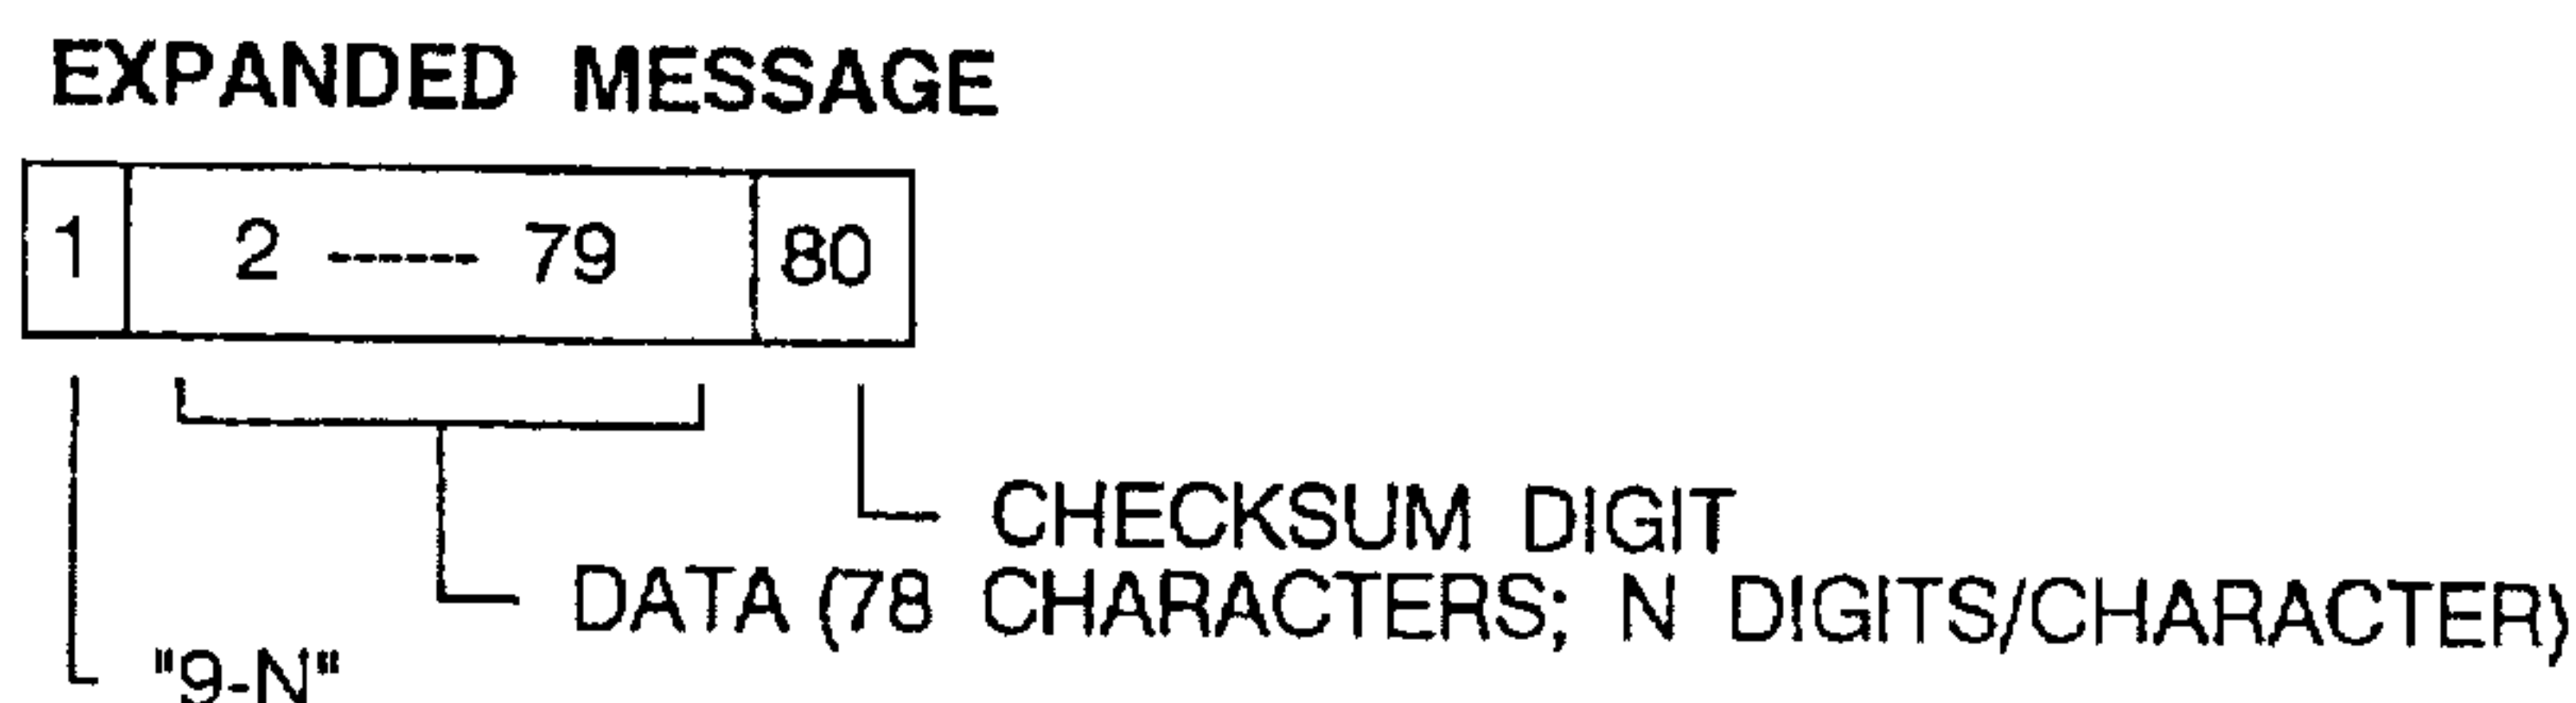 EXPANDED MESSAGE
1 2 ------ 79 80
CHECKSUM DIGIT
DATA (78 CHARACTERS; N DIGITS/CHARACTER)
"9-N"